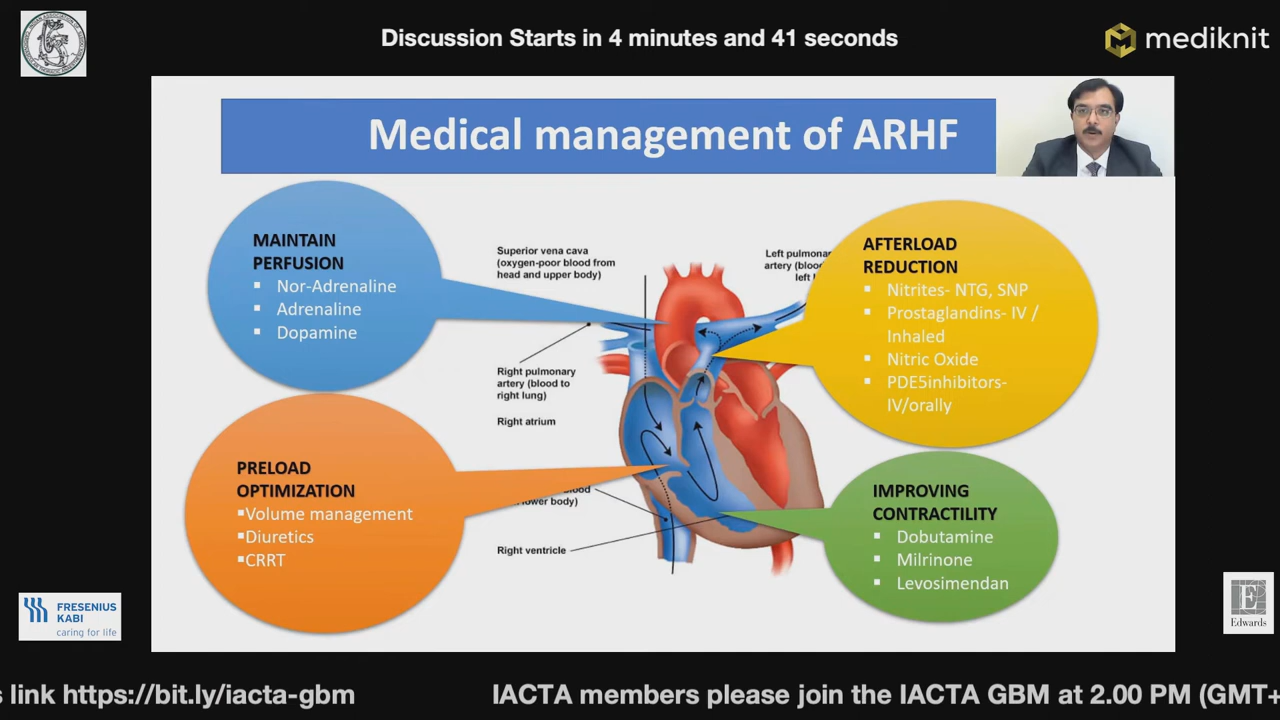 Discussion Starts in 4 minutes and 41 seconds
mediknit
Medical management of ARHF
MAINTAIN
PERFUSION
▪ Nor-Adrenaline
▪ Adrenaline
▪ Dopamine
Superior vena cava
(oxygen-poor blood from
head and upper body)
Left pulmonar
artery (blood
left
AFTERLOAD
REDUCTION
▪ Nitrites- NTG, SNP
▪ Prostaglandins- IV /
Inhaled
▪ Nitric Oxide
▪ PDE5inhibitors-
IV/orally
Right pulmonary
artery (blood to
right lung)
Right atrium
PRELOAD
OPTIMIZATION
▪Volume management
▪Diuretics
▪CRRT
blood
lower body)
Right ventricle
IMPROVING
CONTRACTILITY
▪ Dobutamine
▪ Milrinone
▪ Levosimendan
FRESENIUS
KABI
caring for life
Edwards
s link https://bit.ly/iacta-gbm
IACTA members please join the IACTA GBM at 2.00 PM (GMT+